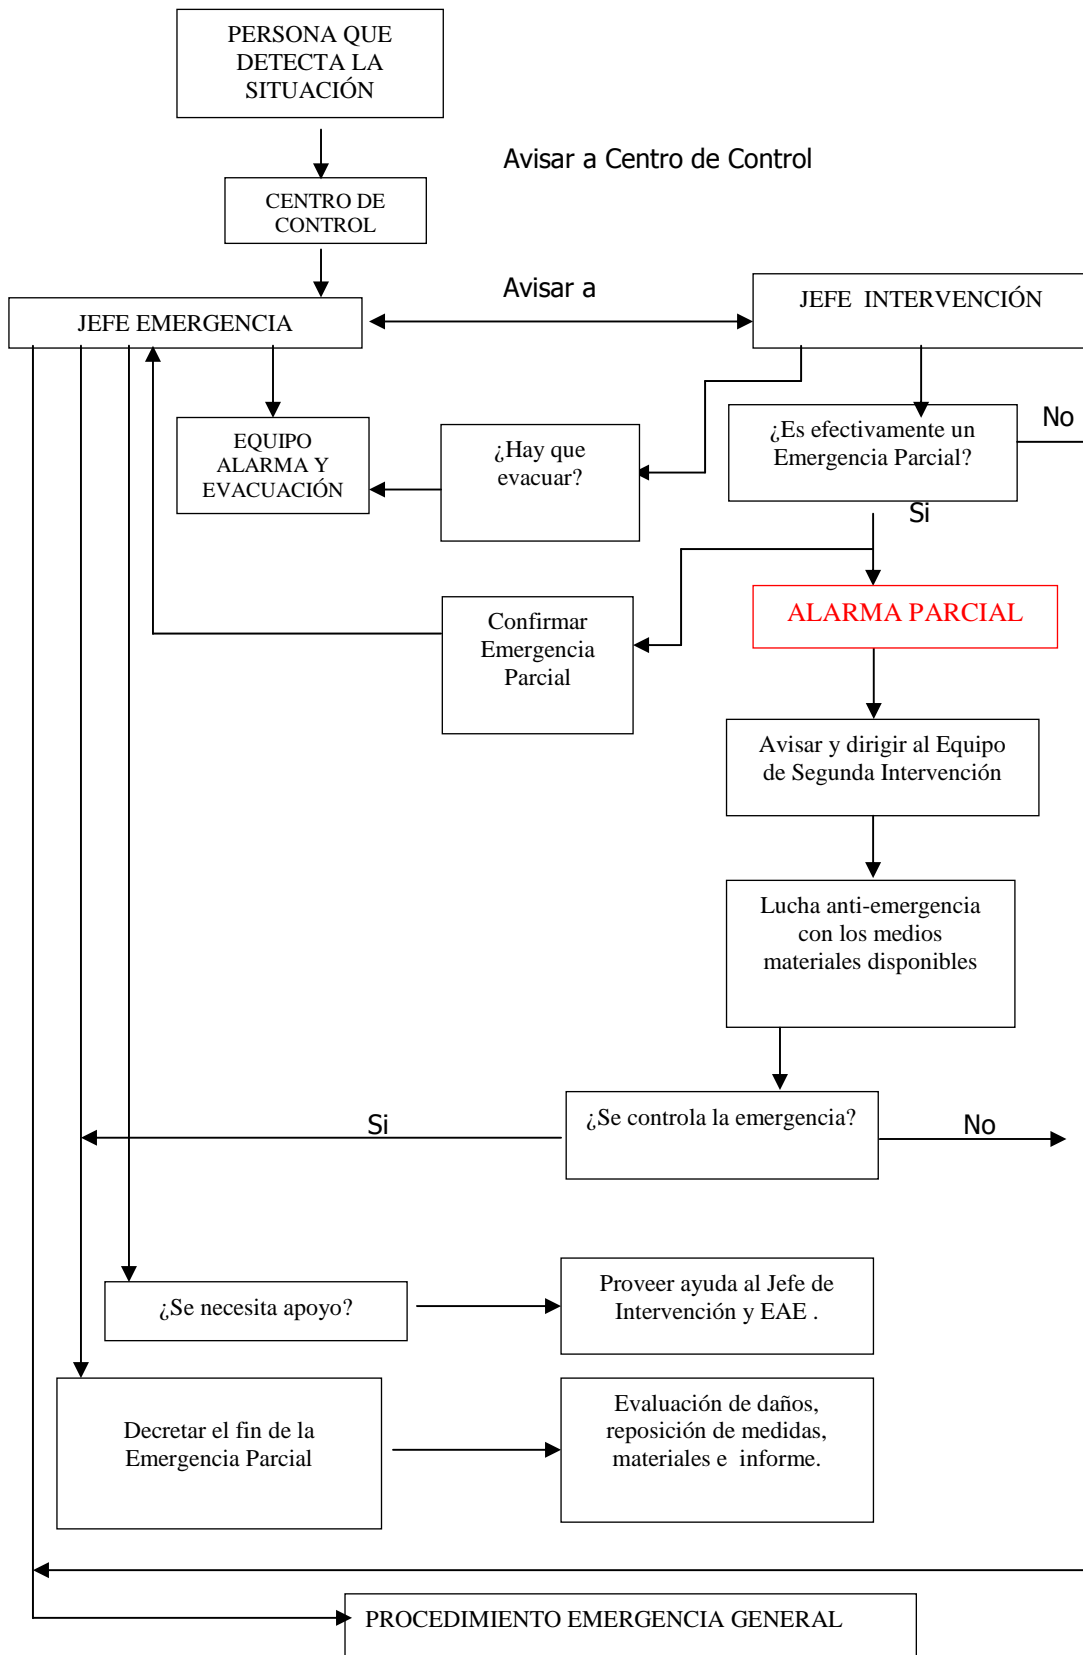 PERSONA QUE
DETECTA LA
SITUACIÓN
Avisar a Centro de Control
CENTRO DE
CONTROL
Avisar a
JEFE EMERGENCIA
JEFE INTERVENCIÓN
EQUIPO
ALARMA Y
EVACUACIÓN
¿Hay que
evacuar?
¿Es efectivamente un
Emergencia Parcial?
No
Si
Confirmar
Emergencia
Parcial
ALARMA PARCIAL
Avisar y dirigir al Equipo
de Segunda Intervención
Lucha anti-emergencia
con los medios
materiales disponibles
¿Se controla la emergencia?
Si
No
¿Se necesita apoyo?
Proveer ayuda al Jefe de
Intervención y EAE .
Decretar el fin de la
Emergencia Parcial
Evaluación de daños,
reposición de medidas,
materiales e informe.
PROCEDIMIENTO EMERGENCIA GENERAL